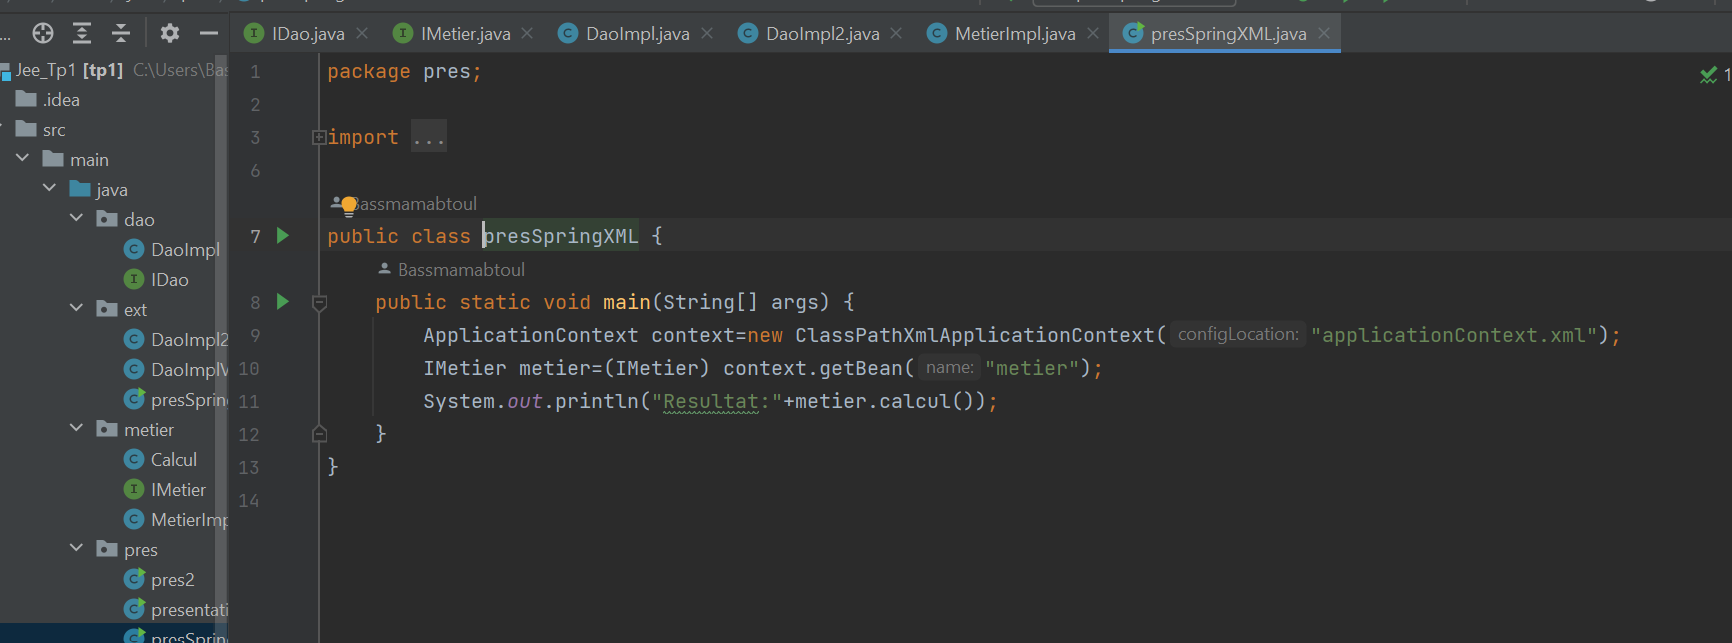 IDao.java
IMetier.java
DaoImpl.java
DaoImpl2.java
MetierImpl.java
presSpringXML.java
Jee_Tp1 [tp1] C:\Users\Bas
.idea
src
main
java
dao
DaoImpl
IDao
ext
DaoImpl2
DaoImplV
presSpring
metier
Calcul
IMetier
MetierImp
pres
pres2
presentati
presSprin
1 package pres;
2
3 import ...
6
Bassmamabtoul
7 public class presSpringXML {
Bassmamabtoul
8 public static void main(String[] args) {
9 ApplicationContext context=new ClassPathXmlApplicationContext( configLocation: "applicationContext.xml");
10 IMetier metier=(IMetier) context.getBean( name: "metier");
11 System.out.println("Resultat:"+metier.calcul());
12 }
13 }
14
1